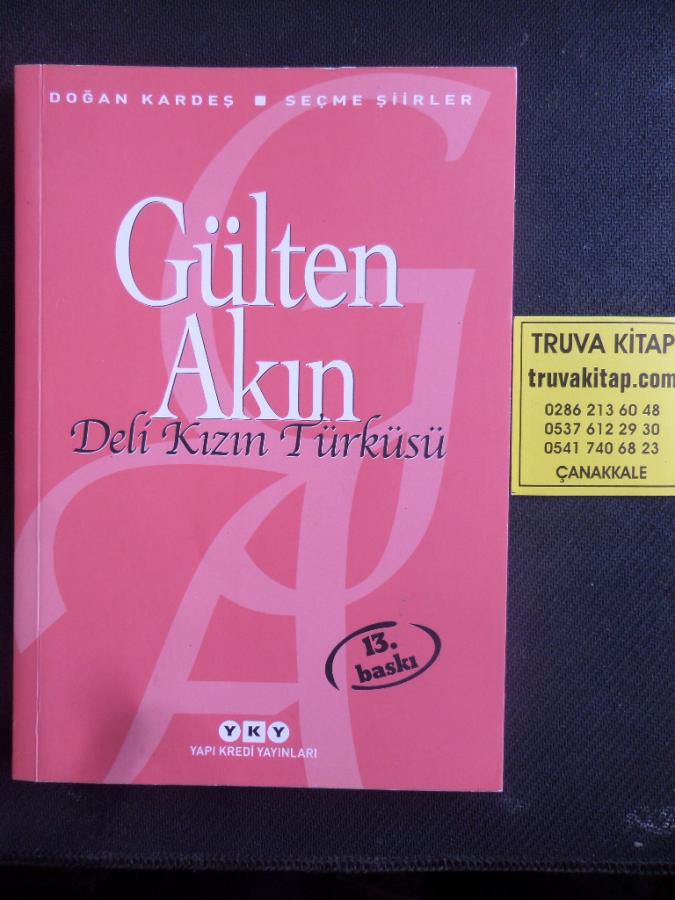 DOĞAN KARDEŞ ■ SEÇME ŞİİRLER
Gülten
Akın
Deli Kızın Türküsü
13.
baskı
YKY
YAPI KREDİ YAYINLARI
TRUVA KİTAP
truvakitap.com
0286 213 60 48
0537 612 29 30
0541 740 68 23
ÇANAKKALE